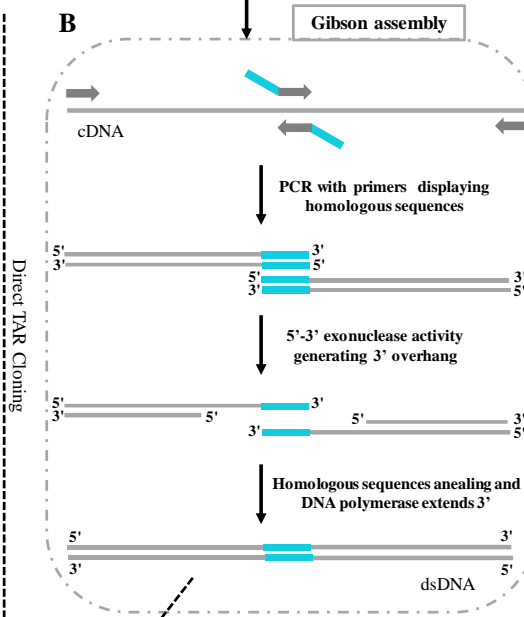 B
Gibson assembly
cDNA
PCR with primers displaying
homologous sequences
5' 3'
3' 5'
5' 3'
3' 5'
Direct TAR Cloning
5'-3' exonuclease activity
generating 3' overhang
5' 3'
3' 5' 5' 3'
3' 5'
Homologous sequences anealing and
DNA polymerase extends 3'
5' 3'
3' 5'
dsDNA